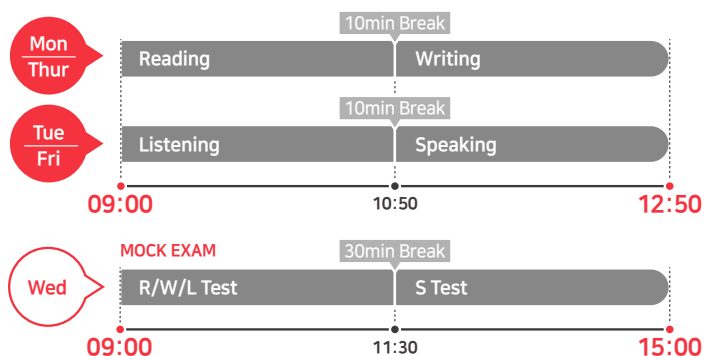 Mon
Thur
10min Break
Reading
Writing
Tue
Fri
10min Break
Listening
Speaking
09:00
10:50
12:50
MOCK EXAM
30min Break
Wed
R/W/L Test
S Test
09:00
11:30
15:00